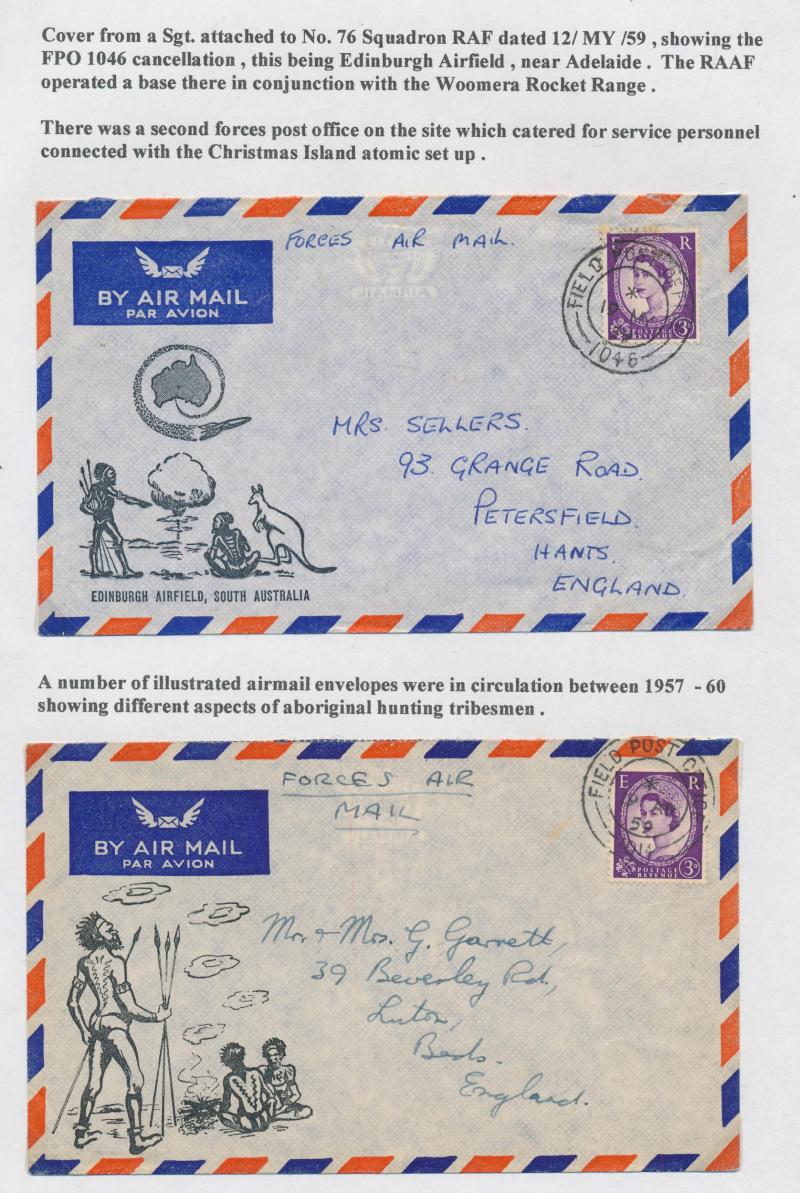 Cover from a Sgt. attached to No. 76 Squadron RAF dated 12/ MY /59 , showing the
FPO 1046 cancellation , this being Edinburgh Airfield , near Adelaide . The RAAF
operated a base there in conjunction with the Woomera Rocket Range .
There was a second forces post office on the site which catered for service personnel
connected with the Christmas Island atomic set up .
FORCES AIR MAIL.
BY AIR MAIL
PAR AVION
E R
POSTAGE
REVENUE
3D
FIELD
MY
1046
MRS. SELLERS.
93. GRANGE ROAD.
PETERSFIELD.
HANTS.
ENGLAND.
EDINBURGH AIRFIELD, SOUTH AUSTRALIA
A number of illustrated airmail envelopes were in circulation between 1957 - 60
showing different aspects of aboriginal hunting tribesmen .
FORCES AIR
MAIL
BY AIR MAIL
PAR AVION
FIELD POST
59
E R
POSTAGE
REVENUE
3D
Mr. & Mrs. G. Garrett,
39 Beverley Rd,
Luton,
Beds.
England.